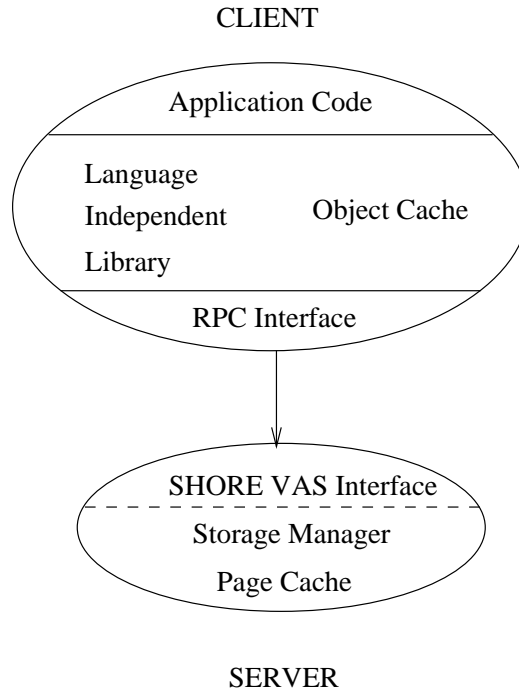 CLIENT
Application Code
Language
Independent
Library
Object Cache
RPC Interface
SHORE VAS Interface
Storage Manager
Page Cache
SERVER